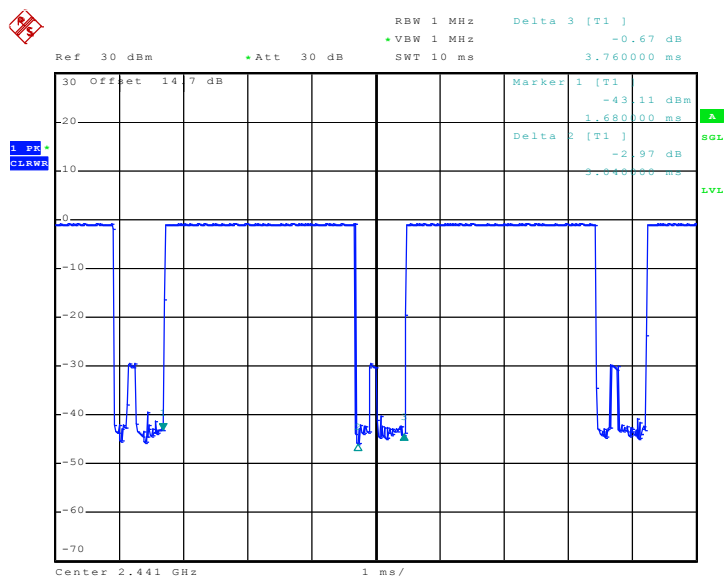 R S
RBW 1 MHz Delta 3 [T1 ]
* VBW 1 MHz -0.67 dB
Ref 30 dBm * Att 30 dB SWT 10 ms 3.760000 ms
30 Offset 14.7 dB Marker 1 [T1 ]
-43.11 dBm
1.680000 ms
A
20
Delta 2 [T1 ]
SGL
1 PK *
-2.97 dB
CLRWR
10 ms
LVL
0
-10
-20
-30
-40
-50
-60
-70
Center 2.441 GHz 1 ms/